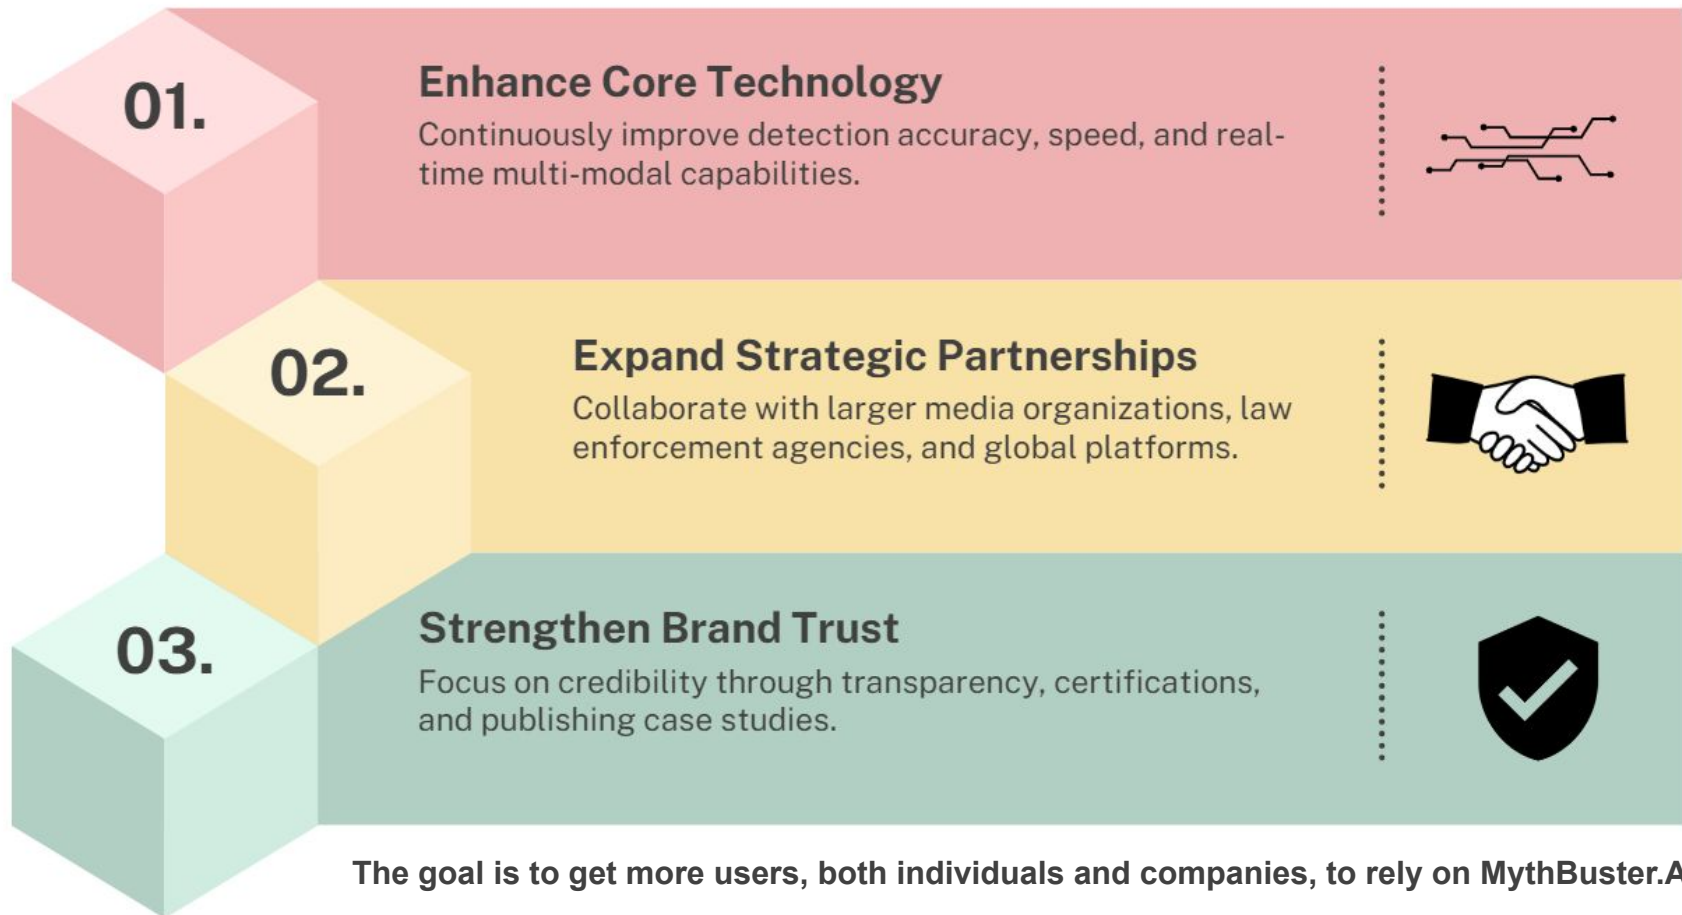 01.
Enhance Core Technology
Continuously improve detection accuracy, speed, and real-
time multi-modal capabilities.
02.
Expand Strategic Partnerships
Collaborate with larger media organizations, law
enforcement agencies, and global platforms.
03.
Strengthen Brand Trust
Focus on credibility through transparency, certifications,
and publishing case studies.
The goal is to get more users, both individuals and companies, to rely on MythBuster.A